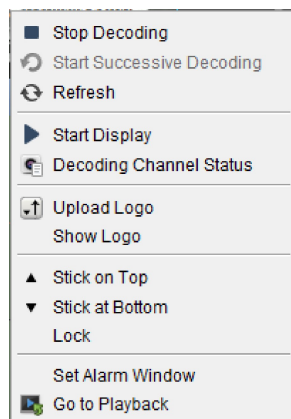 Stop Decoding
Start Successive Decoding
Refresh
Start Display
Decoding Channel Status
Upload Logo
Show Logo
Stick on Top
Stick at Bottom
Lock
Set Alarm Window
Go to Playback